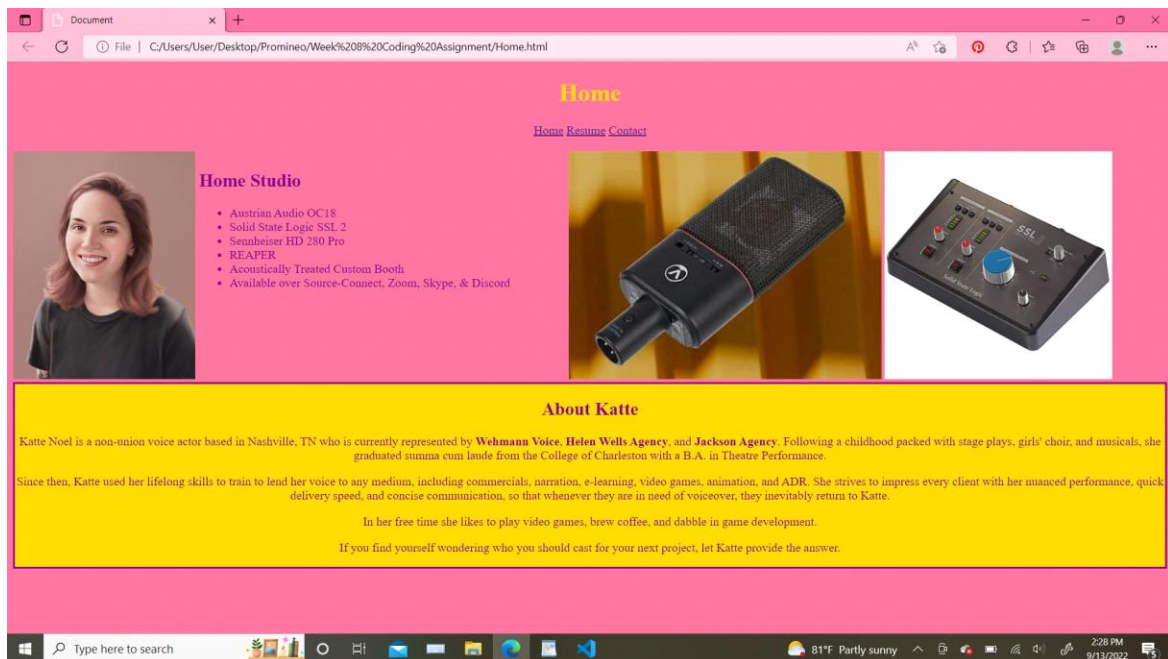 Document
File
C:/Users/User/Desktop/Promineo/Week%208%20Coding%20Assignment/Home.html
Home
Home Resume Contact
Home Studio
Austrian Audio OC18
Solid State Logic SSL 2
Sennheiser HD 280 Pro
REAPER
Acoustically Treated Custom Booth
Available over Source-Connect, Zoom, Skype, & Discord
SSL
Solid State Logic
About Katte
Katte Noel is a non-union voice actor based in Nashville, TN who is currently represented by Wehmann Voice, Helen Wells Agency, and Jackson Agency. Following a childhood packed with stage plays, girls' choir, and musicals, she
graduated summa cum laude from the College of Charleston with a B.A. in Theatre Performance.
Since then, Katte used her lifelong skills to train to lend her voice to any medium, including commercials, narration, e-learning, video games, animation, and ADR. She strives to impress every client with her nuanced performance, quick
delivery speed, and concise communication, so that whenever they are in need of voiceover, they inevitably return to Katte.
In her free time she likes to play video games, brew coffee, and dabble in game development.
If you find yourself wondering who you should cast for your next project, let Katte provide the answer.
Type here to search
81°F Partly sunny
2:28 PM
9/13/2022